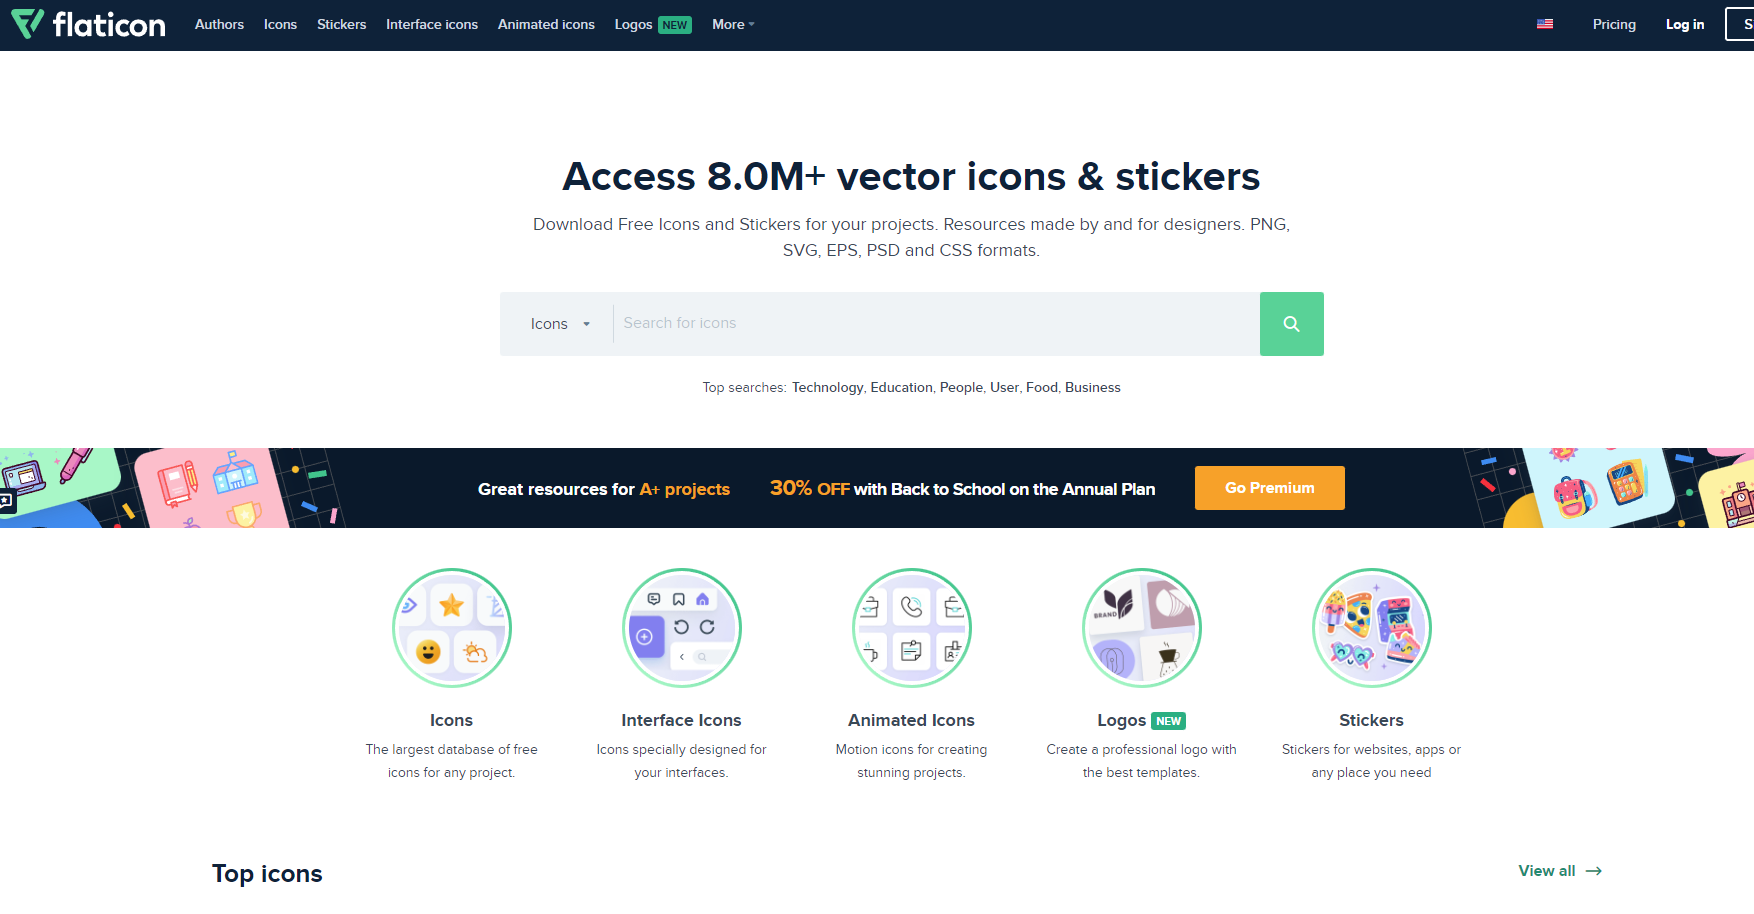 flaticon
Authors Icons Stickers Interface icons Animated icons Logos NEW More
Pricing Log in S
Access 8.0M+ vector icons & stickers
Download Free Icons and Stickers for your projects. Resources made by and for designers. PNG,
SVG, EPS, PSD and CSS formats.
Icons Search for icons
Top searches: Technology, Education, People, User, Food, Business
Great resources for A+ projects 30% OFF with Back to School on the Annual Plan Go Premium
BRAND
Icons
The largest database of free
icons for any project.
Interface Icons
Icons specially designed for
your interfaces.
Animated Icons
Motion icons for creating
stunning projects.
Logos NEW
Create a professional logo with
the best templates.
Stickers
Stickers for websites, apps or
any place you need
Top icons
View all